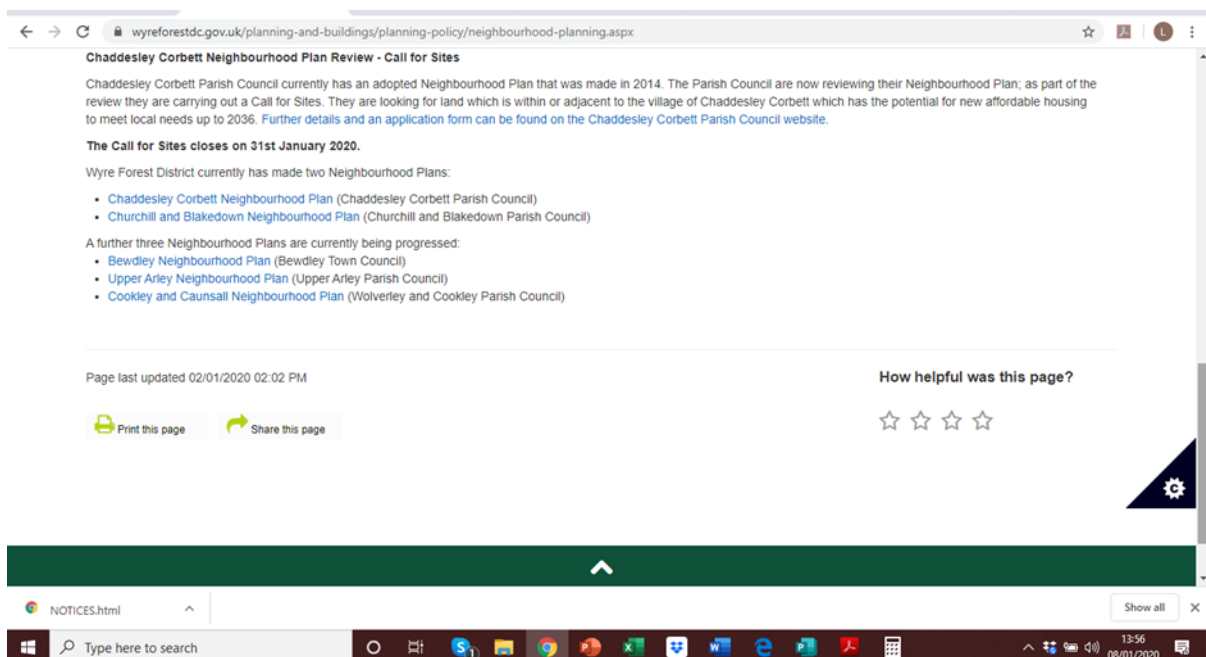 wyreforestdc.gov.uk/planning-and-buildings/planning-policy/neighbourhood-planning.aspx
L
Chaddesley Corbett Neighbourhood Plan Review - Call for Sites
Chaddesley Corbett Parish Council currently has an adopted Neighbourhood Plan that was made in 2014. The Parish Council are now reviewing their Neighbourhood Plan; as part of the
review they are carrying out a Call for Sites. They are looking for land which is within or adjacent to the village of Chaddesley Corbett which has the potential for new affordable housing
to meet local needs up to 2036. Further details and an application form can be found on the Chaddesley Corbett Parish Council website.
The Call for Sites closes on 31st January 2020.
Wyre Forest District currently has made two Neighbourhood Plans:
• Chaddesley Corbett Neighbourhood Plan (Chaddesley Corbett Parish Council)
• Churchill and Blakedown Neighbourhood Plan (Churchill and Blakedown Parish Council)
A further three Neighbourhood Plans are currently being progressed:
• Bewdley Neighbourhood Plan (Bewdley Town Council)
• Upper Arley Neighbourhood Plan (Upper Arley Parish Council)
• Cookley and Caunsall Neighbourhood Plan (Wolverley and Cookley Parish Council)
Page last updated 02/01/2020 02:02 PM
How helpful was this page?
Print this page
Share this page
NOTICES.html
Show all
Type here to search
13:56
08/01/2020